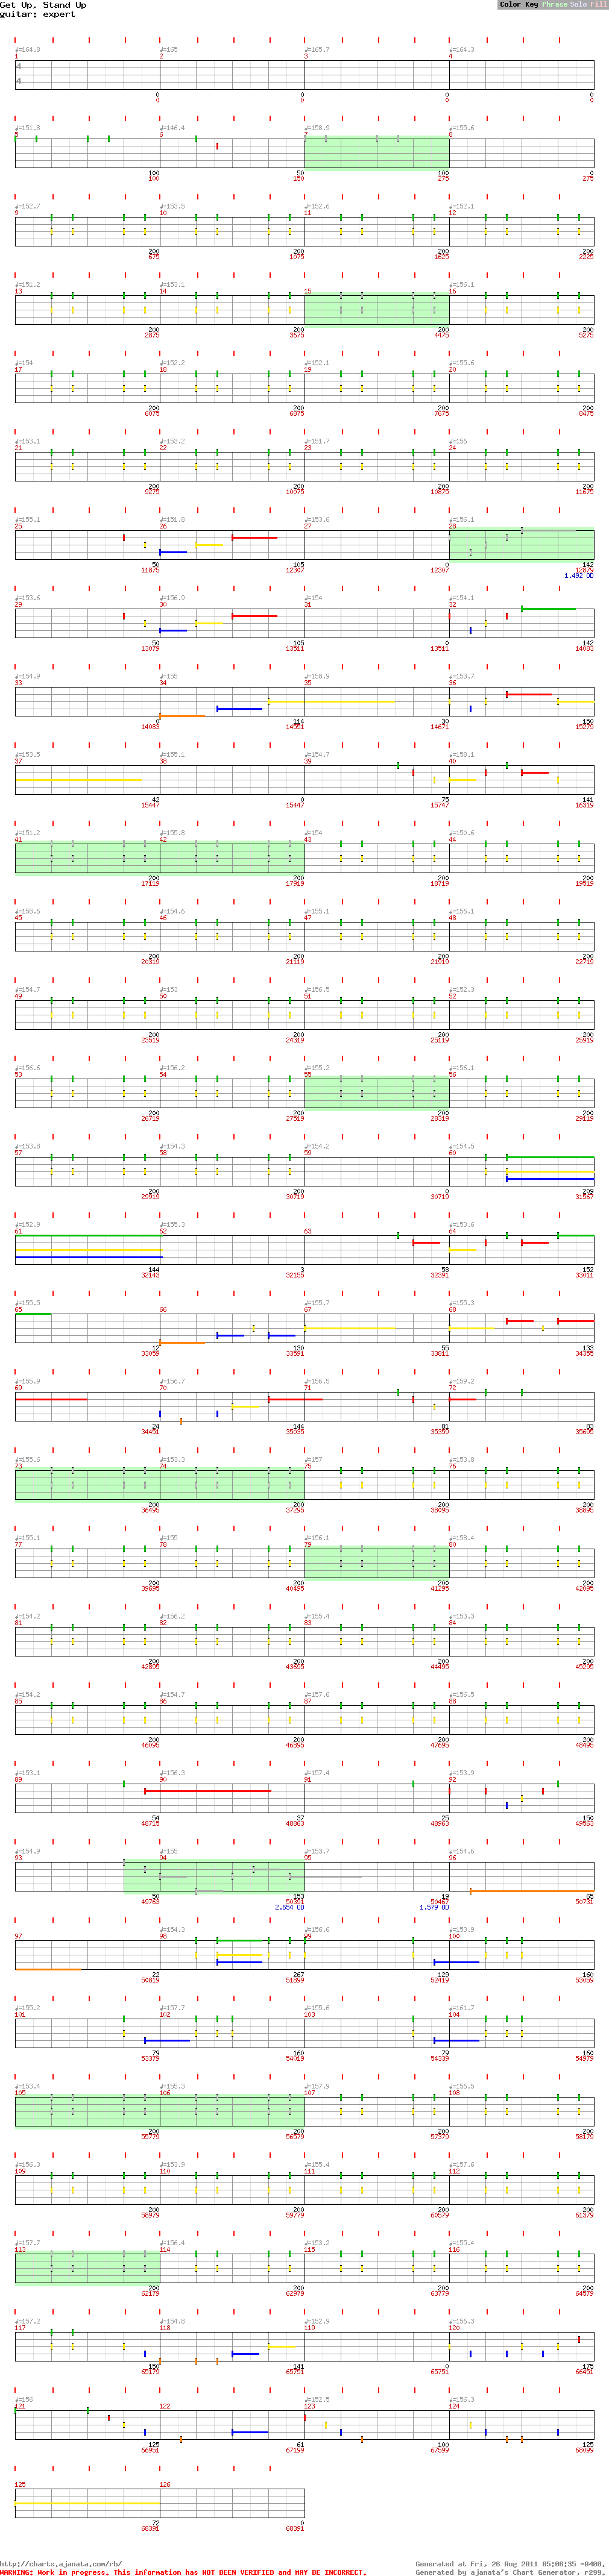 Get Up, Stand Up
guitar: expert
Color Key Phrase Solo Fill
♩=164.8 ♩=165 ♩=165.7 ♩=164.3
1 2 3 4
4
4
0 0 0 0
0 0 0 0
♩=151.8 ♩=146.4 ♩=158.9 ♩=155.6
5 6 7 8
100 50 100 0
100 150 275 275
♩=152.7 ♩=153.5 ♩=152.6 ♩=152.1
9 10 11 12
200 200 200 200
675 1075 1625 2225
♩=151.2 ♩=153.1 ♩=156.1
13 14 15 16
200 200 200 200
2875 3675 4475 5275
♩=154 ♩=152.2 ♩=152.1 ♩=155.6
17 18 19 20
200 200 200 200
6075 6875 7675 8475
♩=153.1 ♩=153.2 ♩=151.7 ♩=156
21 22 23 24
200 200 200 200
9275 10075 10875 11675
♩=155.1 ♩=151.8 ♩=153.6 ♩=156.1
25 26 27 28
50 105 0 142
11875 12307 12307 12879
1.492 OD
♩=153.6 ♩=156.9 ♩=154 ♩=154.1
29 30 31 32
50 105 0 142
13079 13511 13511 14083
♩=154.9 ♩=155 ♩=158.9 ♩=153.7
33 34 35 36
0 114 30 150
14083 14551 14671 15279
♩=153.5 ♩=155.1 ♩=154.7 ♩=158.1
37 38 39 40
42 0 75 141
15447 15447 15747 16319
♩=151.2 ♩=155.8 ♩=154 ♩=150.6
41 42 43 44
200 200 200 200
17119 17919 18719 19519
♩=158.6 ♩=154.6 ♩=155.1 ♩=156.1
45 46 47 48
200 200 200 200
20319 21119 21919 22719
♩=154.7 ♩=153 ♩=156.5 ♩=152.3
49 50 51 52
200 200 200 200
23519 24319 25119 25919
♩=156.6 ♩=156.2 ♩=155.2 ♩=156.1
53 54 55 56
200 200 200 200
26719 27519 28319 29119
♩=153.8 ♩=154.3 ♩=154.2 ♩=154.5
57 58 59 60
200 200 0 209
29919 30719 30719 31567
♩=152.9 ♩=155.3 ♩=153.6
61 62 63 64
144 3 58 152
32143 32155 32391 33011
♩=155.5 ♩=155.7 ♩=155.3
65 66 67 68
12 130 55 133
33059 33591 33811 34355
♩=155.9 ♩=156.7 ♩=156.5 ♩=159.2
69 70 71 72
24 144 81 83
34451 35035 35359 35695
♩=155.6 ♩=153.3 ♩=157 ♩=153.8
73 74 75 76
200 200 200 200
36495 37295 38095 38895
♩=155.1 ♩=155 ♩=156.1 ♩=158.4
77 78 79 80
200 200 200 200
39695 40495 41295 42095
♩=154.2 ♩=156.2 ♩=155.4 ♩=153.3
81 82 83 84
200 200 200 200
42895 43695 44495 45295
♩=154.2 ♩=154.7 ♩=157.6 ♩=156.5
85 86 87 88
200 200 200 200
46095 46895 47695 48495
♩=153.1 ♩=156.3 ♩=157.4 ♩=153.9
89 90 91 92
54 37 25 150
48715 48863 48963 49563
♩=154.9 ♩=155 ♩=153.7 ♩=154.6
93 94 95 96
50 153 19 65
49763 50391 50467 50731
2.654 OD 1.579 OD
♩=154.3 ♩=156.6 ♩=153.9
97 98 99 100
22 267 129 160
50819 51899 52419 53059
♩=155.2 ♩=157.7 ♩=155.6 ♩=161.7
101 102 103 104
79 160 79 160
53379 54019 54339 54979
♩=153.4 ♩=155.3 ♩=157.9 ♩=156.5
105 106 107 108
200 200 200 200
55779 56579 57379 58179
♩=156.3 ♩=153.9 ♩=155.4 ♩=157.6
109 110 111 112
200 200 200 200
58979 59779 60579 61379
♩=157.7 ♩=156.4 ♩=153.2 ♩=155.4
113 114 115 116
200 200 200 200
62179 62979 63779 64579
♩=157.2 ♩=154.8 ♩=152.9 ♩=156.3
117 118 119 120
150 141 0 175
65179 65751 65751 66451
♩=156 ♩=152.5 ♩=156.3
121 122 123 124
125 61 100 125
66951 67199 67599 68099
125 126
72 0
68391 68391
http://charts.ajanata.com/rb/
Generated at Fri, 26 Aug 2011 05:06:35 -0400.
WARNING: Work in progress. This information has NOT BEEN VERIFIED and MAY BE INCORRECT.
Generated by ajanata's Chart Generator, r299.